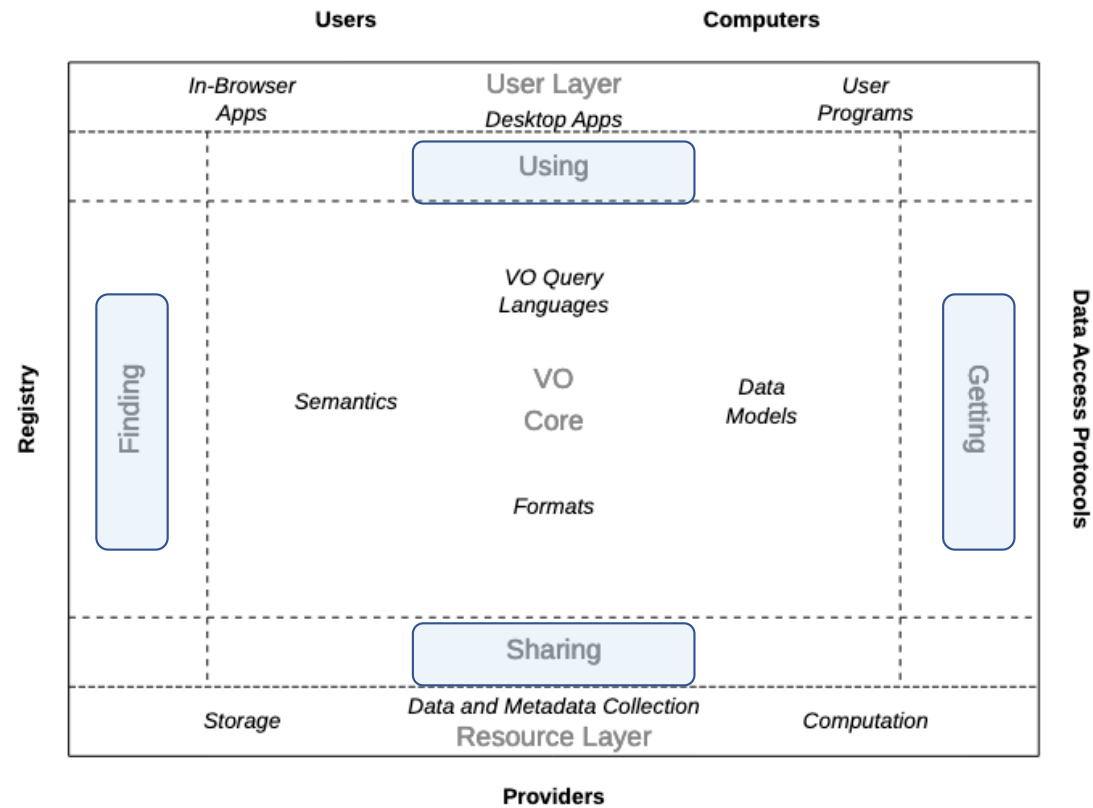 Users
Computers
In-Browser
Apps
User Layer
Desktop Apps
User
Programs
Using
VO Query
Languages
Registry
Finding
Semantics
VO
Core
Data
Models
Getting
Data Access Protocols
Formats
Sharing
Storage
Data and Metadata Collection
Resource Layer
Computation
Providers